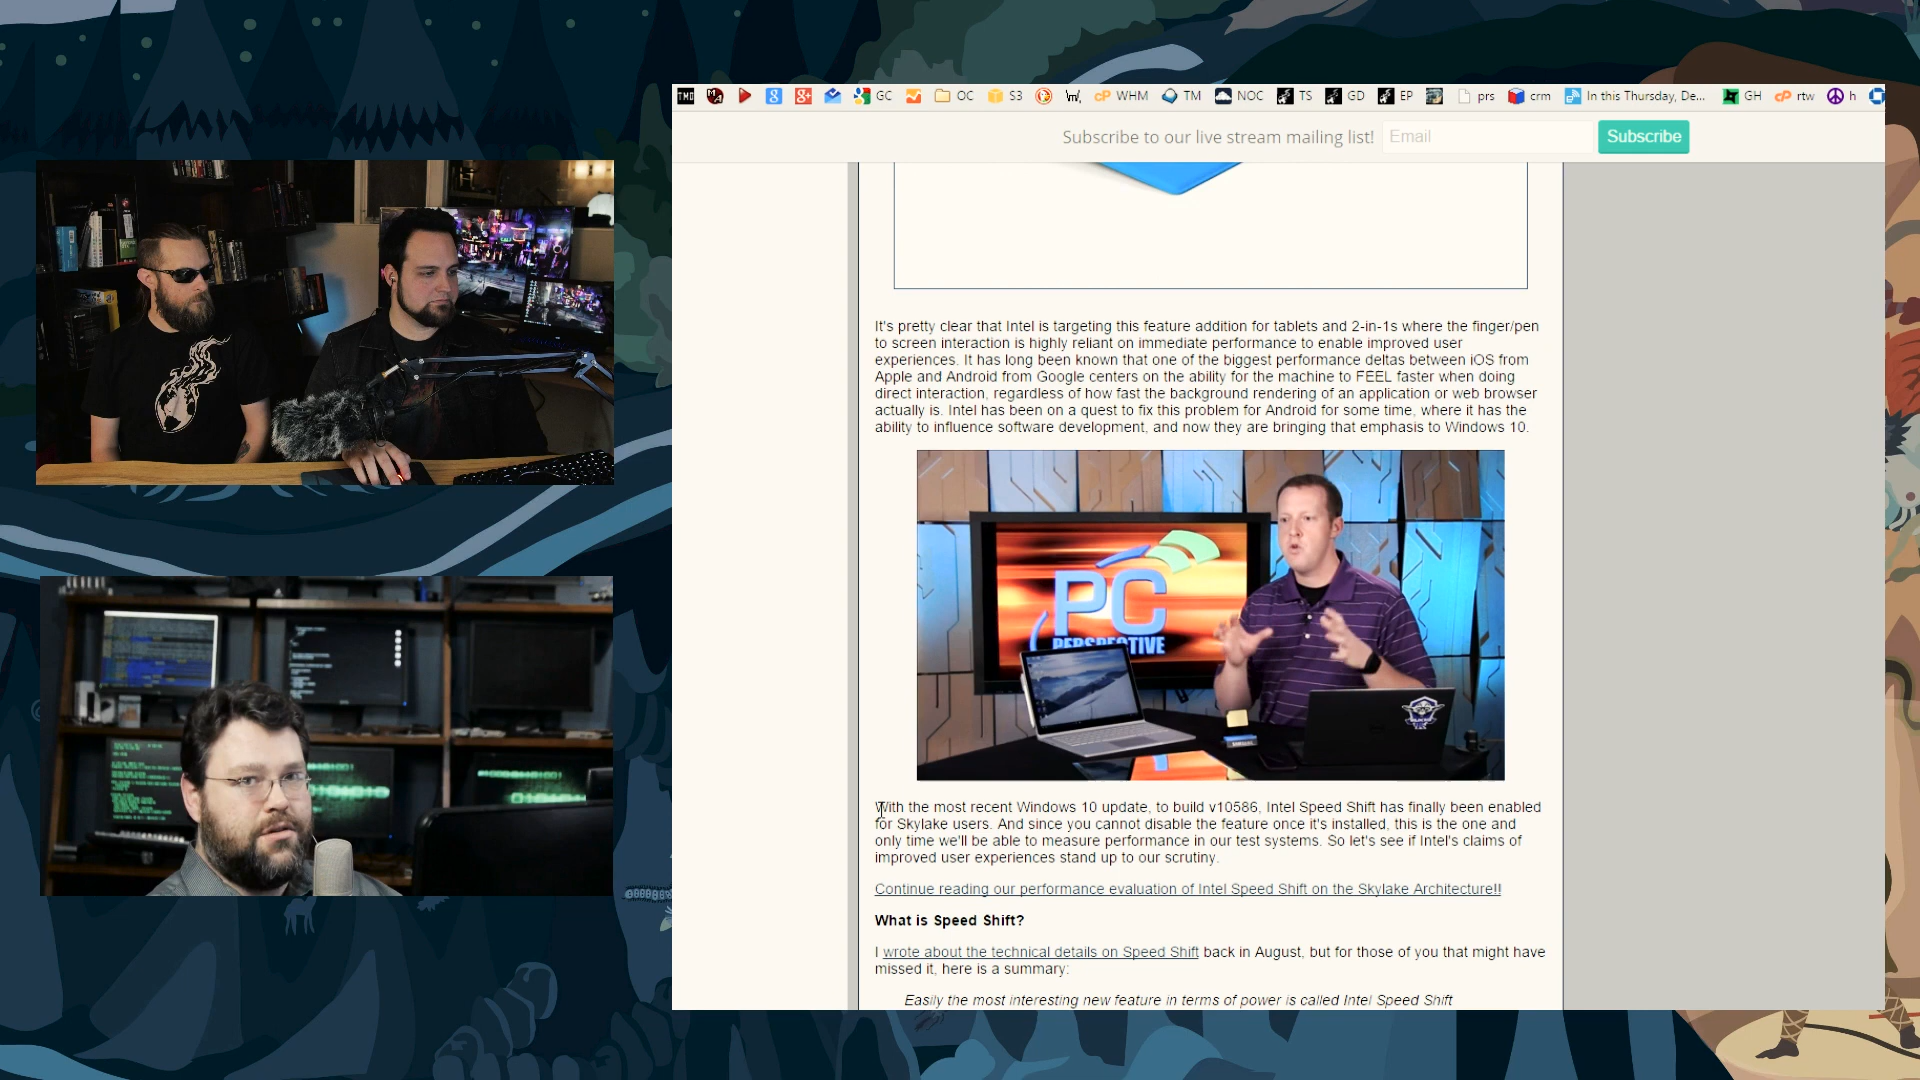 TMD
GC
OC
S3
\m/
WHM
TM
NOC
TS
GD
EP
prs
crm
In this Thursday, De...
GH
rtw
h
Subscribe to our live stream mailing list!
Email
Subscribe
It's pretty clear that Intel is targeting this feature addition for tablets and 2-in-1s where the finger/pen
to screen interaction is highly reliant on immediate performance to enable improved user
experiences. It has long been known that one of the biggest performance deltas between iOS from
Apple and Android from Google centers on the ability for the machine to FEEL faster when doing
direct interaction, regardless of how fast the background rendering of an application or web browser
actually is. Intel has been on a quest to fix this problem for Android for some time, where it has the
ability to influence software development, and now they are bringing that emphasis to Windows 10.
PC
PERSPECTIVE
With the most recent Windows 10 update, to build v10586, Intel Speed Shift has finally been enabled
for Skylake users. And since you cannot disable the feature once it's installed, this is the one and
only time we'll be able to measure performance in our test systems. So let's see if Intel's claims of
improved user experiences stand up to our scrutiny.
Continue reading our performance evaluation of Intel Speed Shift on the Skylake Architecture!!
What is Speed Shift?
I wrote about the technical details on Speed Shift back in August, but for those of you that might have
missed it, here is a summary:
Easily the most interesting new feature in terms of power is called Intel Speed Shift